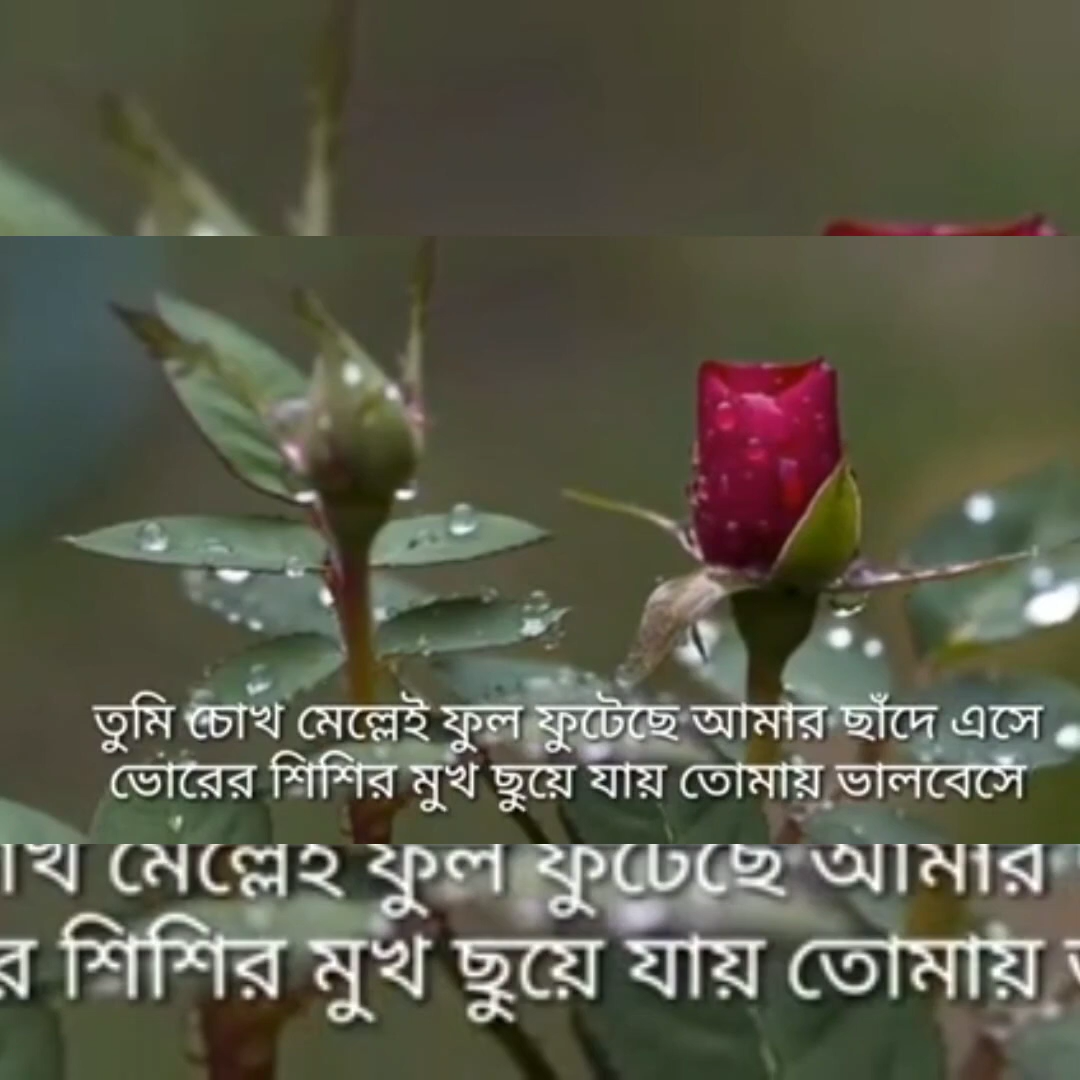 তুমি চোখ মেল্লেই ফুল ফুটেছে আমার ছাঁদে এসে
ভোরের শিশির মুখ ছুয়ে যায় তোমায় ভালবেসে
খ মেল্লেই ফুল ফুটেছে আমার
র শিশির মুখ ছুয়ে যায় তোমায়